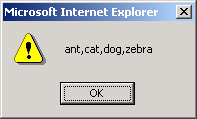 Microsoft Internet Explorer
ant,cat,dog,zebra
OK